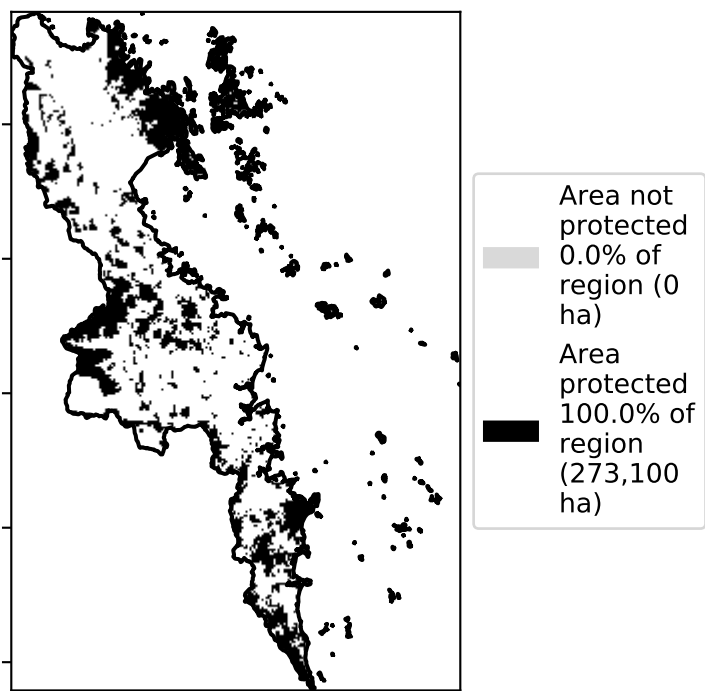 Area not
protected
0.0% of
region (0
ha)
Area
protected
100.0% of
region
(273,100
ha)